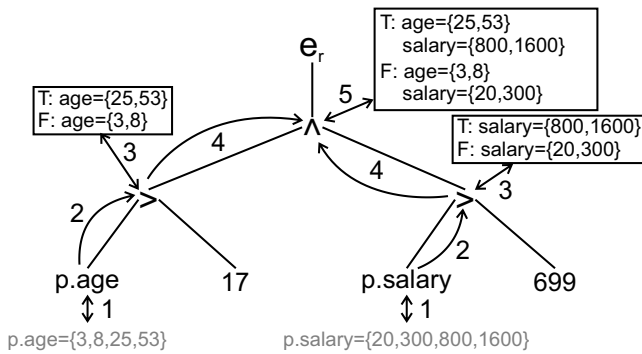 T: age={25,53}
salary={800,1600}
F: age={3,8}
salary={20,300}
e_r
5
T: age={25,53}
F: age={3,8}
∧
T: salary={800,1600}
F: salary={20,300}
3
4
4
3
>
>
2
2
p.age
17
p.salary
699
1
1
p.age={3,8,25,53}
p.salary={20,300,800,1600}